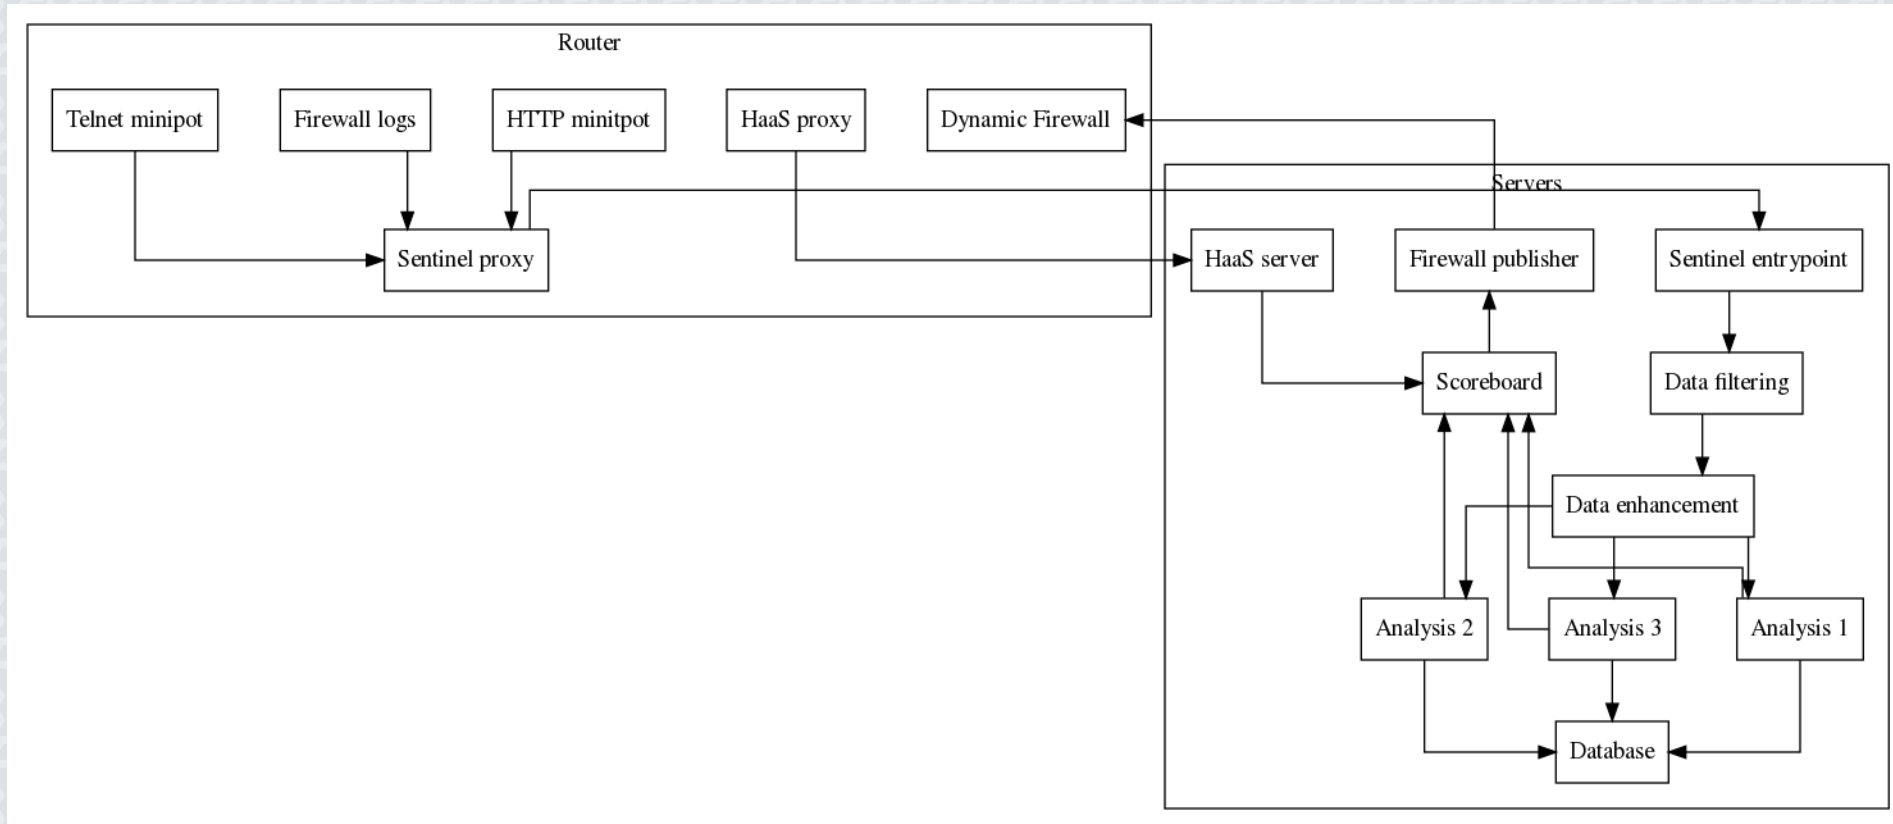 Router
Telnet minipot
Firewall logs
HTTP minitpot
HaaS proxy
Dynamic Firewall
Sentinel proxy
Servers
HaaS server
Firewall publisher
Sentinel entrypoint
Scoreboard
Data filtering
Data enhancement
Analysis 2
Analysis 3
Analysis 1
Database